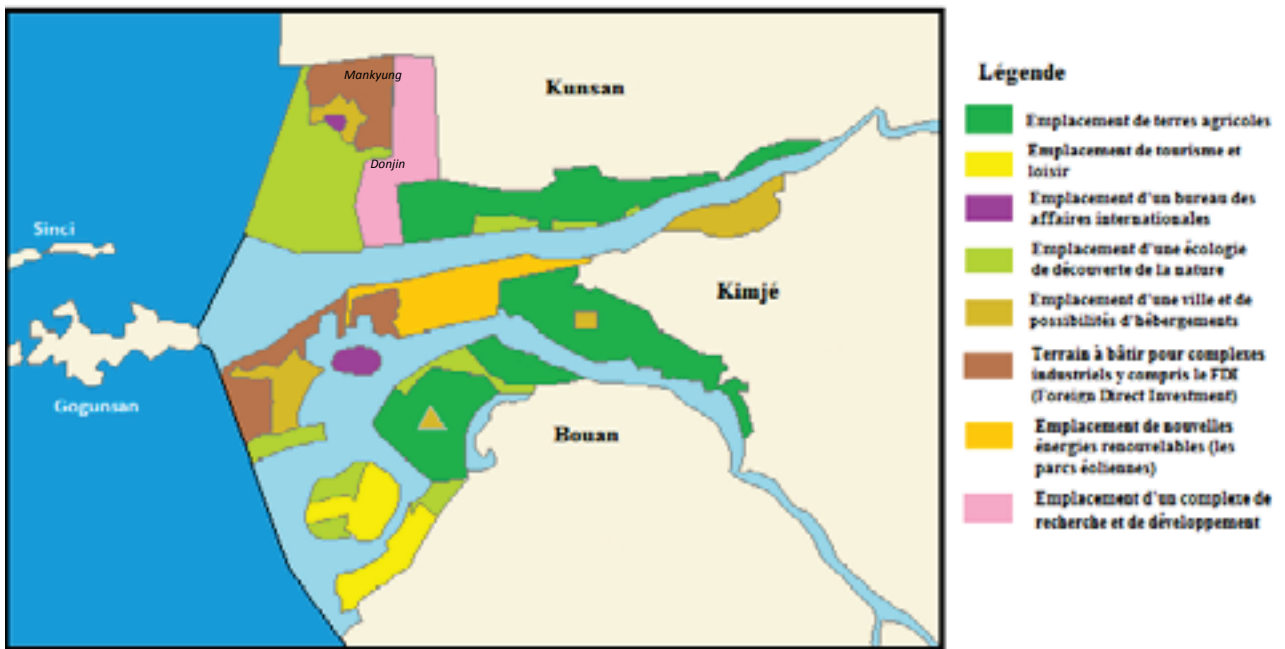 Mankyung
Kunsan
Donjin
Sinci
Kimjé
Gogunsan
Bouan
Légende
Emplacement de terres agricoles
Emplacement de tourisme et
loisir
Emplacement d'un bureau des
affaires internationales
Emplacement d'une écologie
de découverte de la nature
Emplacement d'une ville et de
possibilités d'hébergements
Terrain à bâtir pour complexes
industriels y compris le FDI
(Foreign Direct Investment)
Emplacement de nouvelles
énergies renouvelables (les
parcs éoliennes)
Emplacement d'un complexe de
recherche et de développement